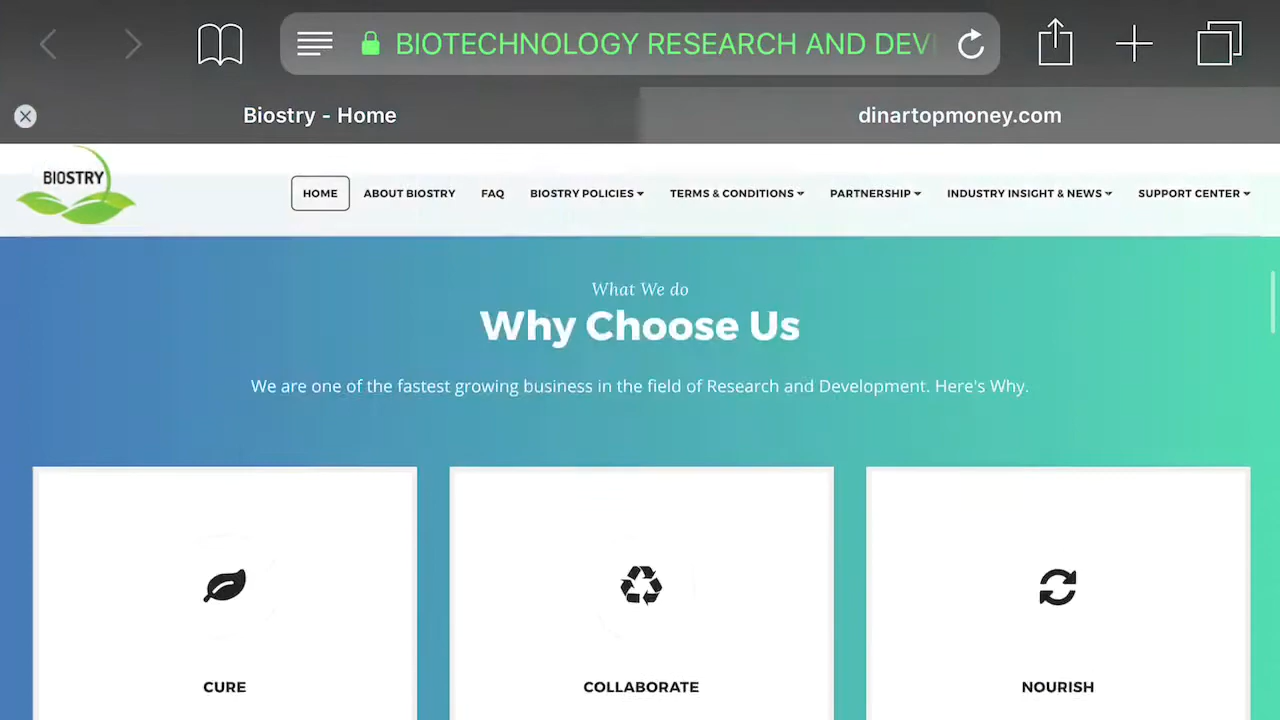 BIOTECHNOLOGY RESEARCH AND DEV
Biostry - Home
dinartopmoney.com
BIOSTRY
HOME
ABOUT BIOSTRY
FAQ
BIOSTRY POLICIES
TERMS & CONDITIONS
PARTNERSHIP
INDUSTRY INSIGHT & NEWS
SUPPORT CENTER
What We do
Why Choose Us
We are one of the fastest growing business in the field of Research and Development. Here's Why.
CURE
COLLABORATE
NOURISH